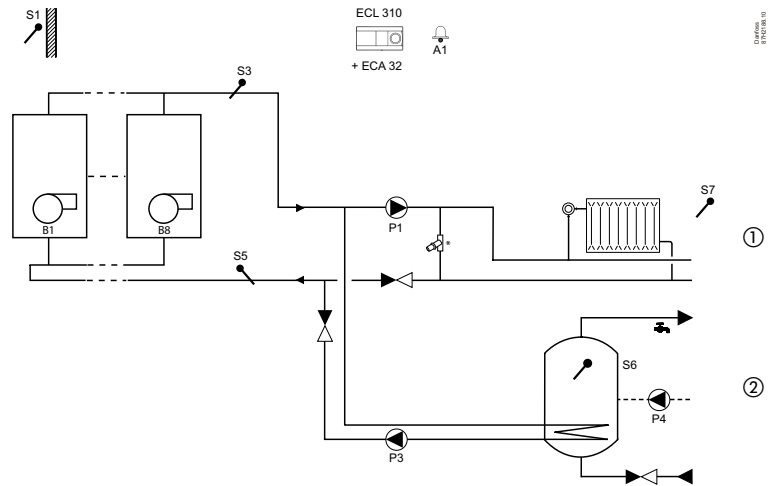 S1
ECL 310
A1
+ ECA 32
Danfoss
87H2188.10
S3
B1
B8
S7
P1
*
①
S5
S6
②
P4
P3